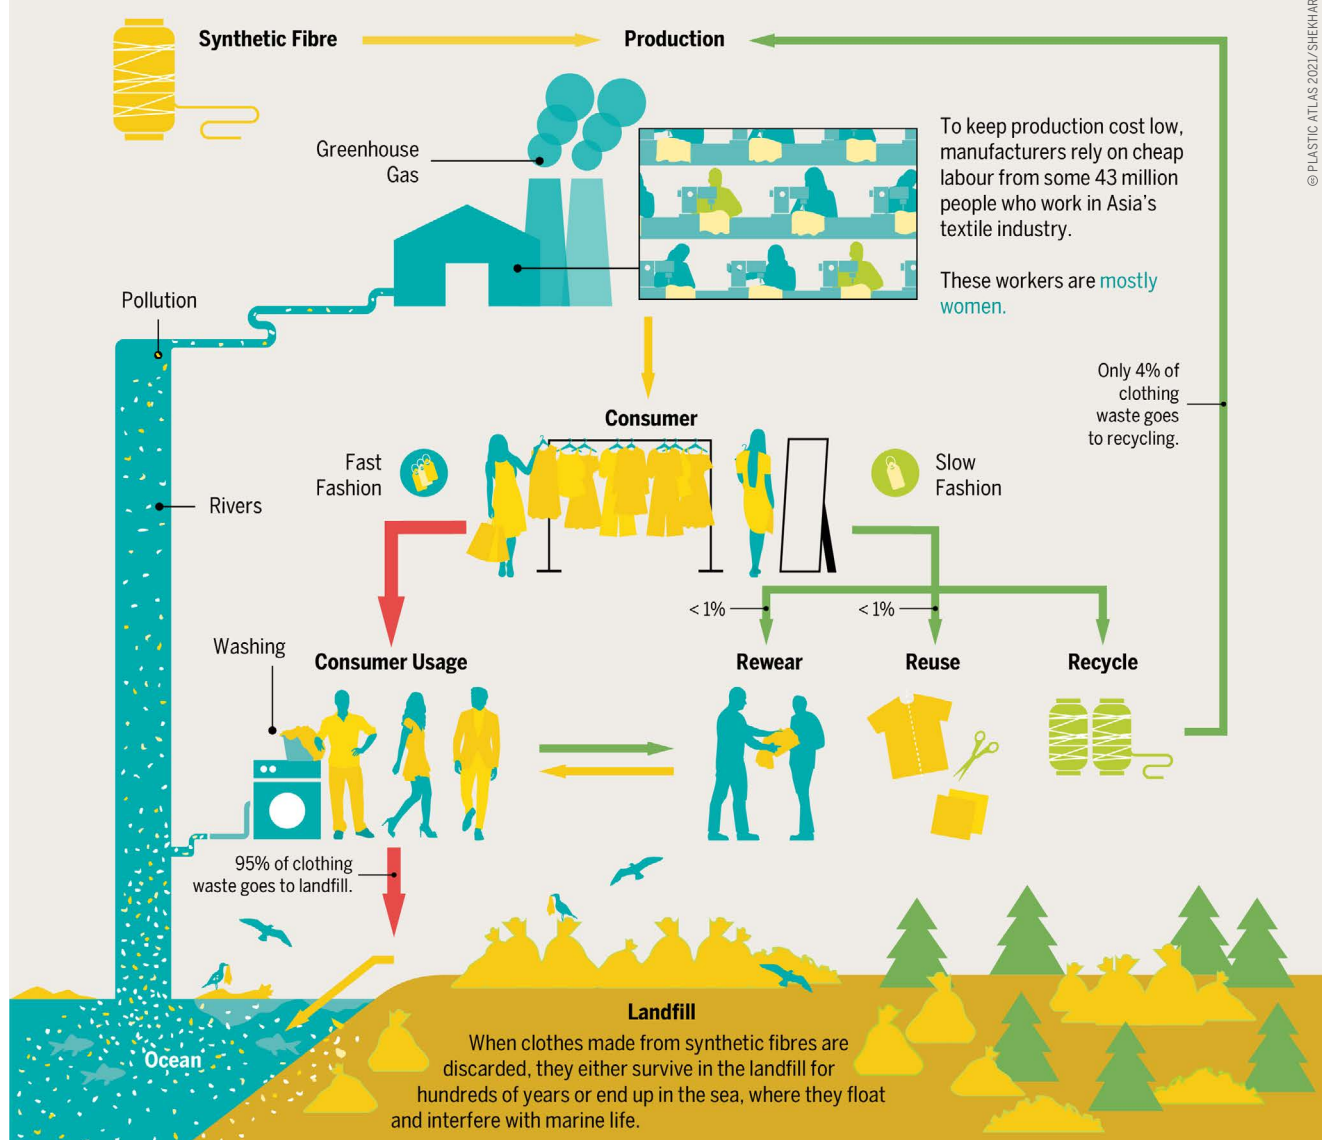 Synthetic Fibre
Production
© PLASTIC ATLAS 2021/SHEKHAR
Greenhouse
Gas
To keep production cost low,
manufacturers rely on cheap
labour from some 43 million
people who work in Asia's
textile industry.
These workers are mostly
women.
Pollution
Only 4% of
clothing
waste goes
to recycling.
Consumer
Fast
Fashion
Slow
Fashion
Rivers
< 1%
< 1%
Washing
Consumer Usage
Rewear
Reuse
Recycle
95% of clothing
waste goes to landfill.
Landfill
When clothes made from synthetic fibres are
discarded, they either survive in the landfill for
hundreds of years or end up in the sea, where they float
and interfere with marine life.
Ocean